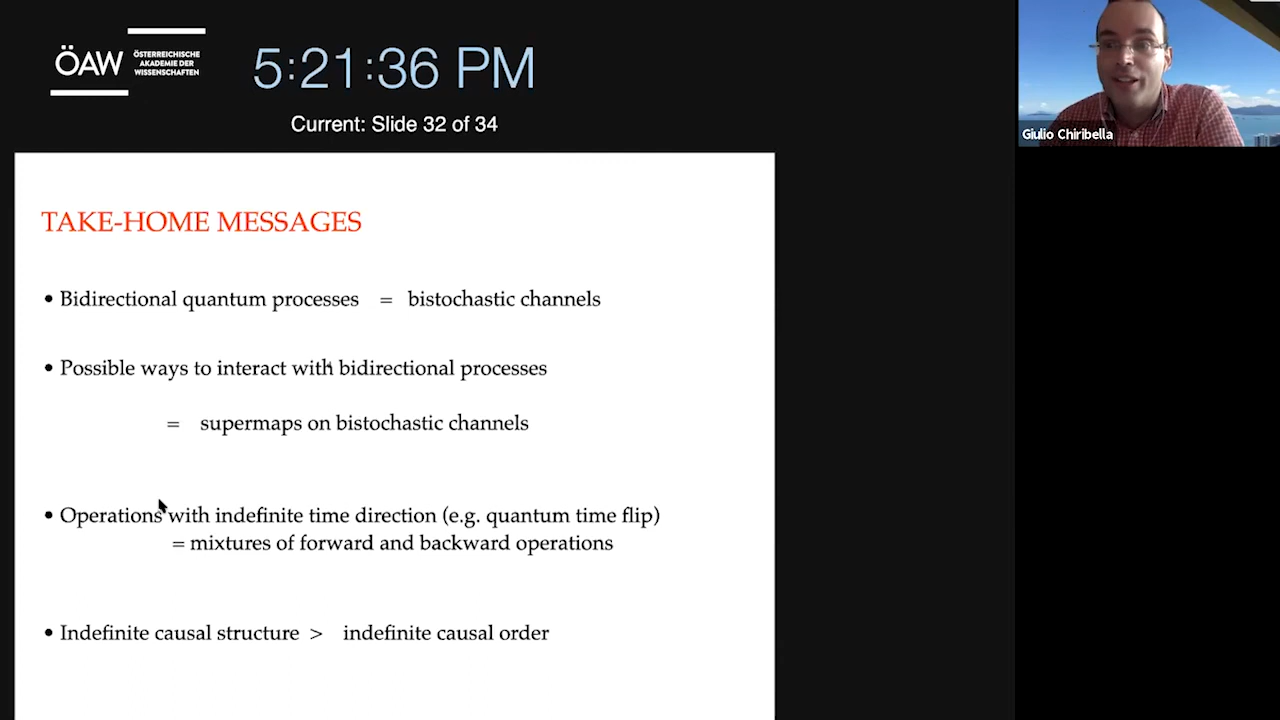 ÖAW
ÖSTERREICHISCHE
AKADEMIE DER
WISSENSCHAFTEN
5:21:36 PM
Current: Slide 32 of 34
Giulio Chiribella
TAKE-HOME MESSAGES
• Bidirectional quantum processes = bistochastic channels
• Possible ways to interact with bidirectional processes
= supermaps on bistochastic channels
• Operations with indefinite time direction (e.g. quantum time flip)
= mixtures of forward and backward operations
• Indefinite causal structure > indefinite causal order